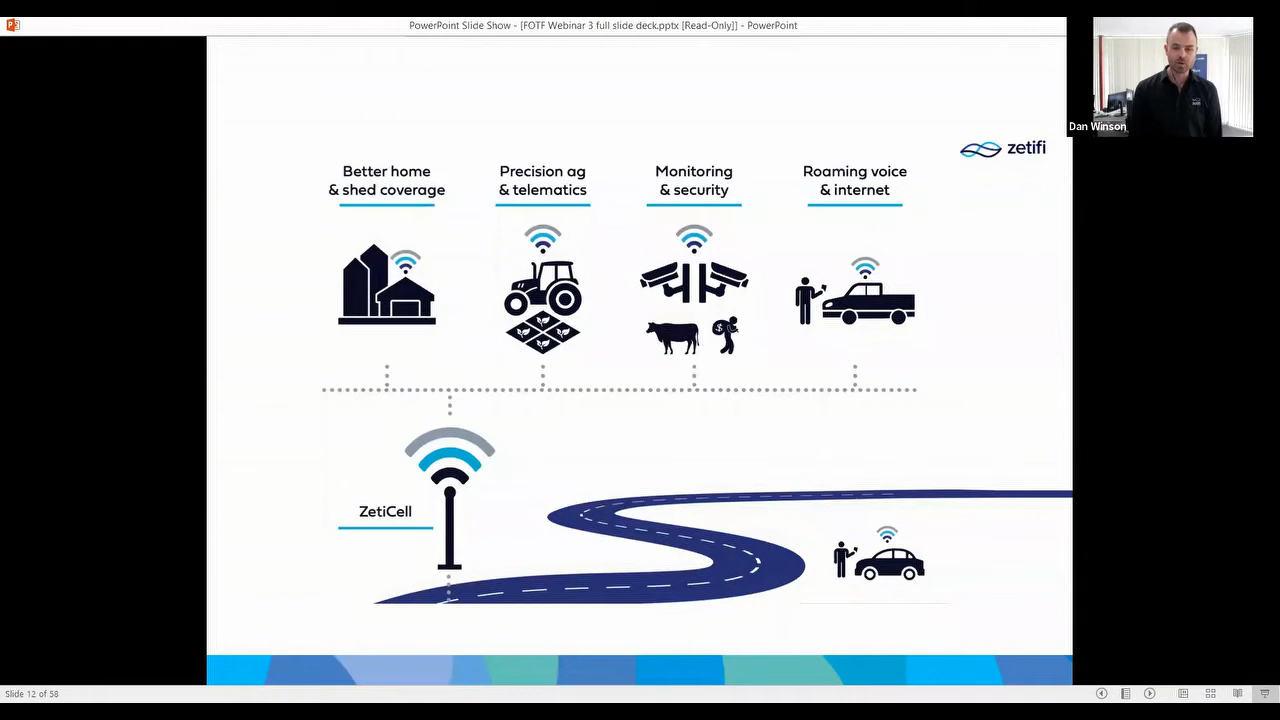 PowerPoint Slide Show - [FOTF Webinar 3 full slide deck.pptx [Read-Only]] - PowerPoint
Dan Winson
zetifi
Better home
& shed coverage
Precision ag
& telematics
Monitoring
& security
Roaming voice
& internet
$
ZetiCell
Slide 12 of 58